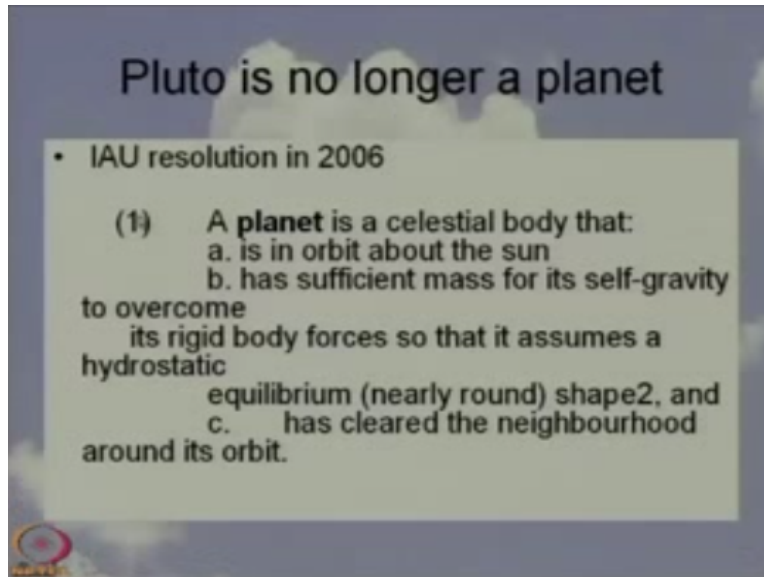 Pluto is no longer a planet
• IAU resolution in 2006
(1) A planet is a celestial body that:
a. is in orbit about the sun
b. has sufficient mass for its self-gravity
to overcome
its rigid body forces so that it assumes a
hydrostatic
equilibrium (nearly round) shape2, and
c. has cleared the neighbourhood
around its orbit.